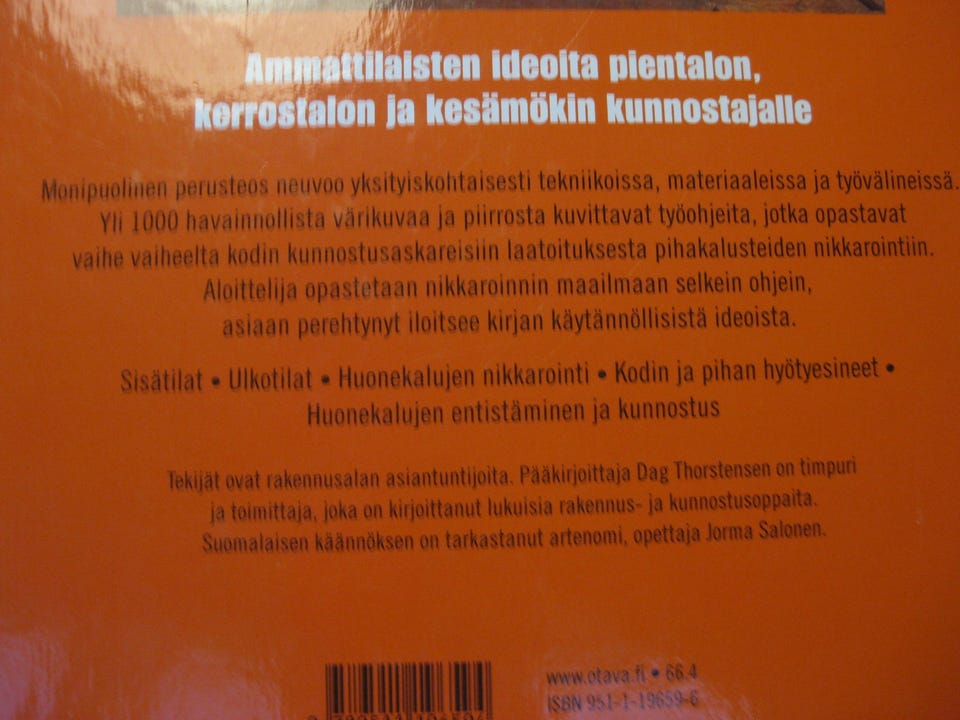 Ammattilaisten ideoita pientalon,
kerrostalon ja kesämökin kunnostajalle
Monipuolinen perusteos neuvoo yksityiskohtaisesti tekniikoissa, materiaaleissa ja työvälineissä.
Yli 1000 havainnollista värikuvaa ja piirrosta kuvittavat työohjeita, jotka opastavat
vaihe vaiheelta kodin kunnostusaskareisiin laatoituksesta pihakalusteiden nikkarointiin.
Aloittelija opastetaan nikkaroinnin maailmaan selkein ohjein,
asiaan perehtynyt iloitsee kirjan käytännöllisistä ideoista.
Sisätilat • Ulkotilat • Huonekalujen nikkarointi • Kodin ja pihan hyötyesineet •
Huonekalujen entistäminen ja kunnostus
Tekijät ovat rakennusalan asiantuntijoita. Pääkirjoittaja Dag Thorstensen on timpuri
ja toimittaja, joka on kirjoittanut lukuisia rakennus- ja kunnostusoppaita.
Suomalaisen käännöksen on tarkastanut artenomi, opettaja Jorma Salonen.
www.otava.fi • 66.4
ISBN 951-1-19659-6